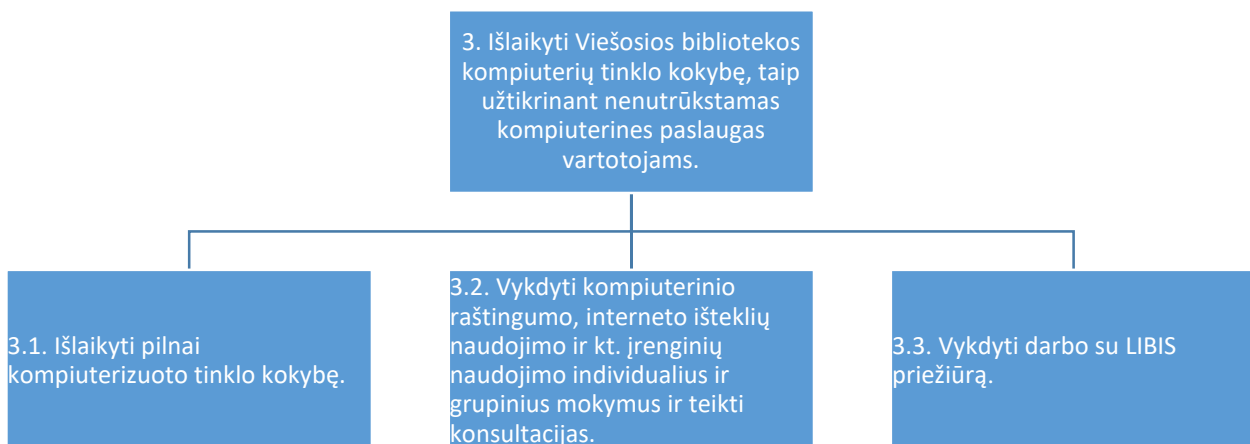 3. Išlaikyti Viešosios bibliotekos
kompiuterių tinklo kokybę, taip
užtikrinant nenutrūkstamas
kompiuterines paslaugas
vartotojams.
3.1. Išlaikyti pilnai
kompiuterizuoto tinklo kokybę.
3.2. Vykdyti kompiuterinio
raštingumo, interneto išteklių
naudojimo ir kt. įrenginių
naudojimo individualius ir
grupinius mokymus ir teikti
konsultacijas.
3.3. Vykdyti darbo su LIBIS
priežiūrą.